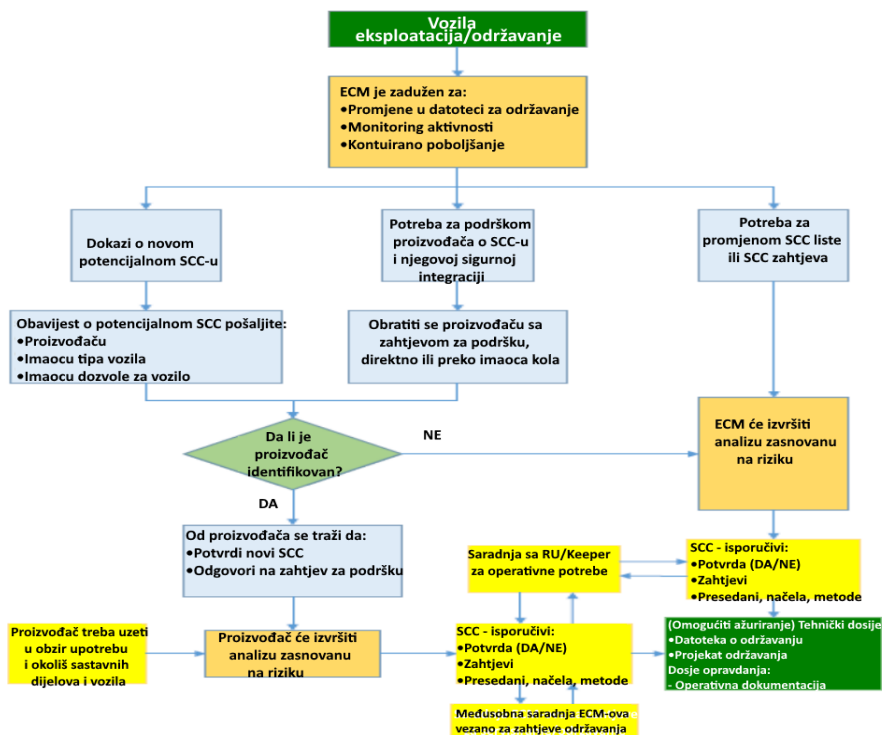 Vozila
eksploatacija/održavanje
ECM je zadužen za:
•Promjene u datoteci za održavanje
•Monitoring aktivnosti
•Kontuirano poboljšanje
Dokazi o novom
potencijalnom SCC-u
Potreba za podrškom
proizvođača o SCC-u
i njegovoj sigurnoj
integraciji
Potreba za
promjenom SCC liste
ili SCC zahtjeva
Obavijest o potencijalnom SCC pošaljite:
•Proizvođaču
•Imaocu tipa vozila
•Imaocu dozvole za vozilo
Obratiti se proizvođaču sa
zahtjevom za podršku,
direktno ili preko imaoca kola
Da li je
proizvođač
identifikovan?
NE
DA
ECM će izvršiti
analizu zasnovanu
na riziku
Od proizvođača se traži da:
•Potvrdi novi SCC
•Odgovori na zahtjev za podršku
Saradnja sa RU/Keeper
za operativne potrebe
SCC - isporučivi:
•Potvrda (DA/NE)
•Zahtjevi
•Presedani, načela, metode
Proizvođač treba uzeti
u obzir upotrebu
i okoliš sastavnih
dijelova i vozila
Proizvođač će izvršiti
analizu zasnovanu
na riziku
SCC - isporučivi:
•Potvrda (DA/NE)
•Zahtjevi
•Presedani, načela, metode
(Omogućiti ažuriranje) Tehnički dosije
•Datoteka o održavanju
•Projekat održavanja
Dosje opravdanja:
- Operativna dokumentacija
Međusobna saradnja ECM-ova
vezano za zahtjeve održavanja